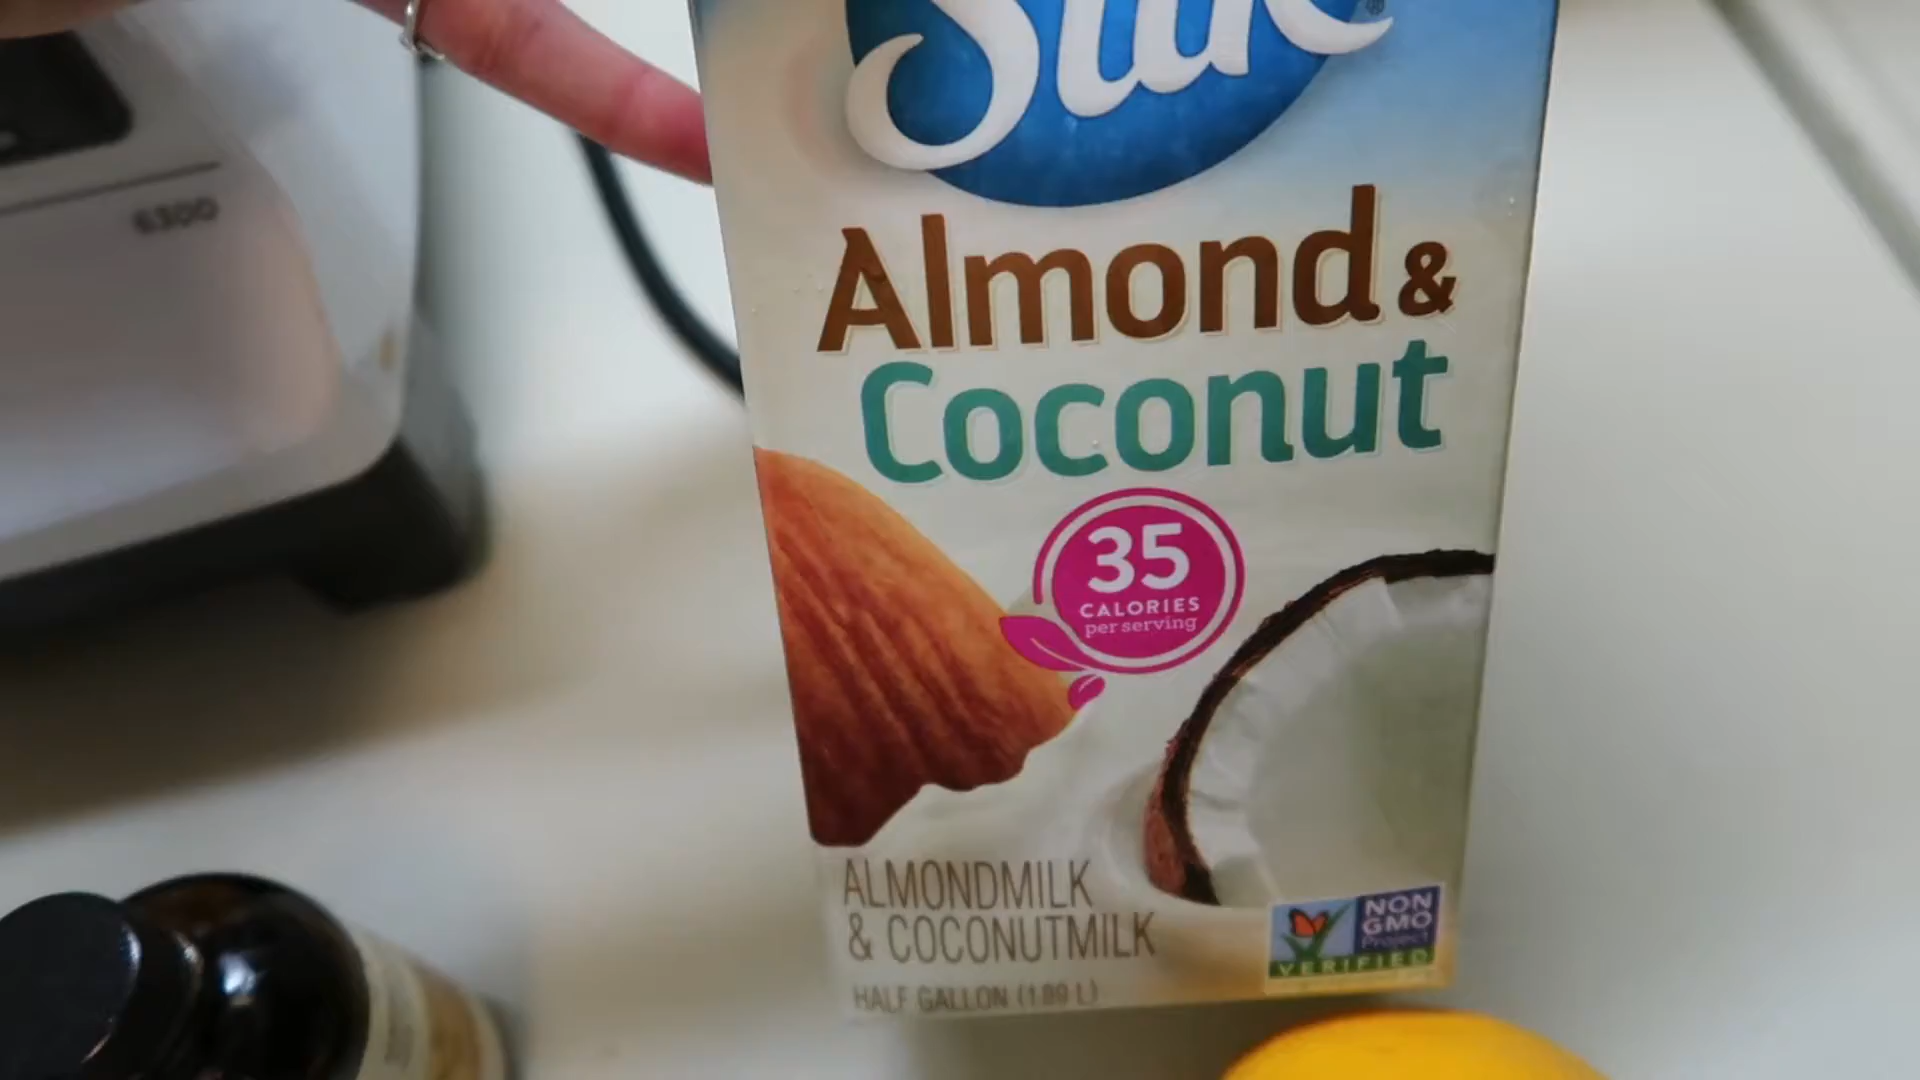 Silk
®
Almond &
Coconut
35
CALORIES
per serving
ALMONDMILK
& COCONUTMILK
HALF GALLON (1.89 L)
NON
GMO
Project
VERIFIED
6300